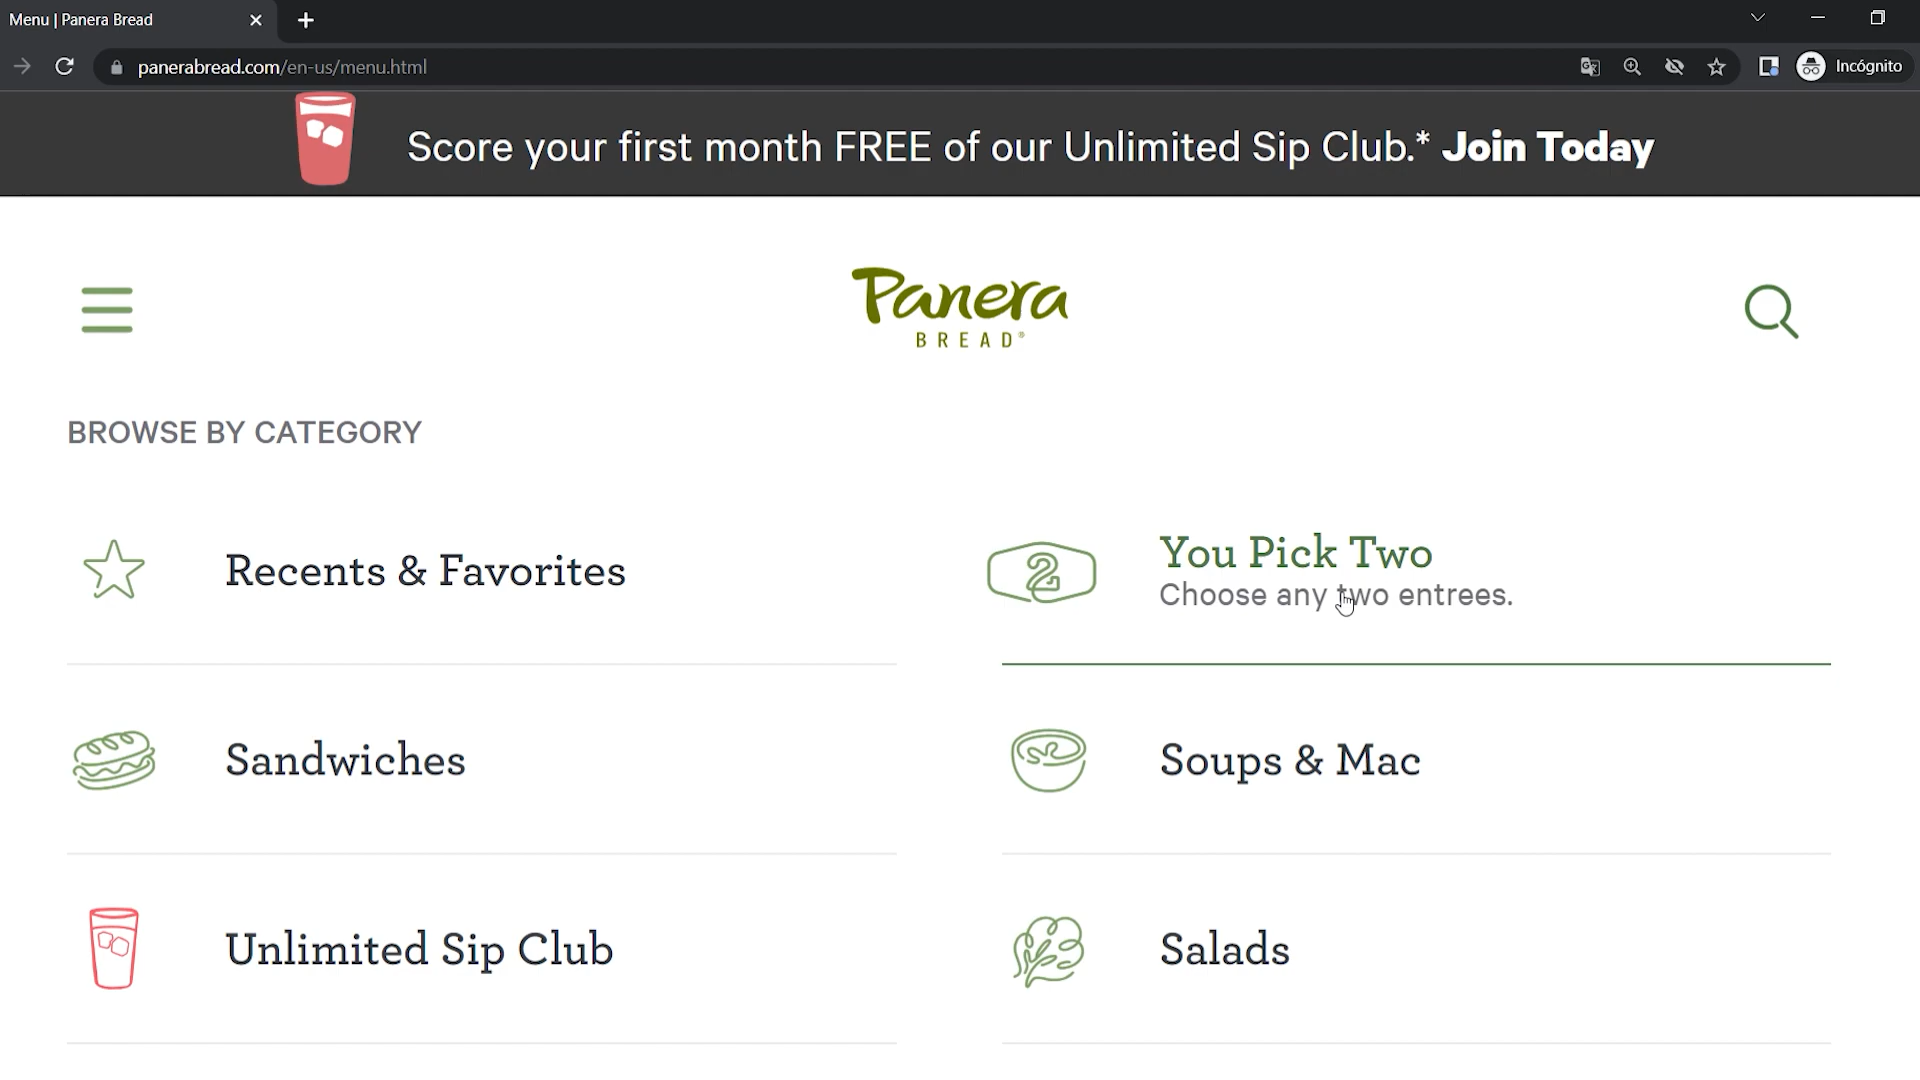 Menu | Panera Bread
panerabread.com/en-us/menu.html
Incógnito
Score your first month FREE of our Unlimited Sip Club.* Join Today
Panera
BREAD®
BROWSE BY CATEGORY
Recents & Favorites
2
You Pick Two
Choose any two entrees.
Sandwiches
Soups & Mac
Unlimited Sip Club
Salads